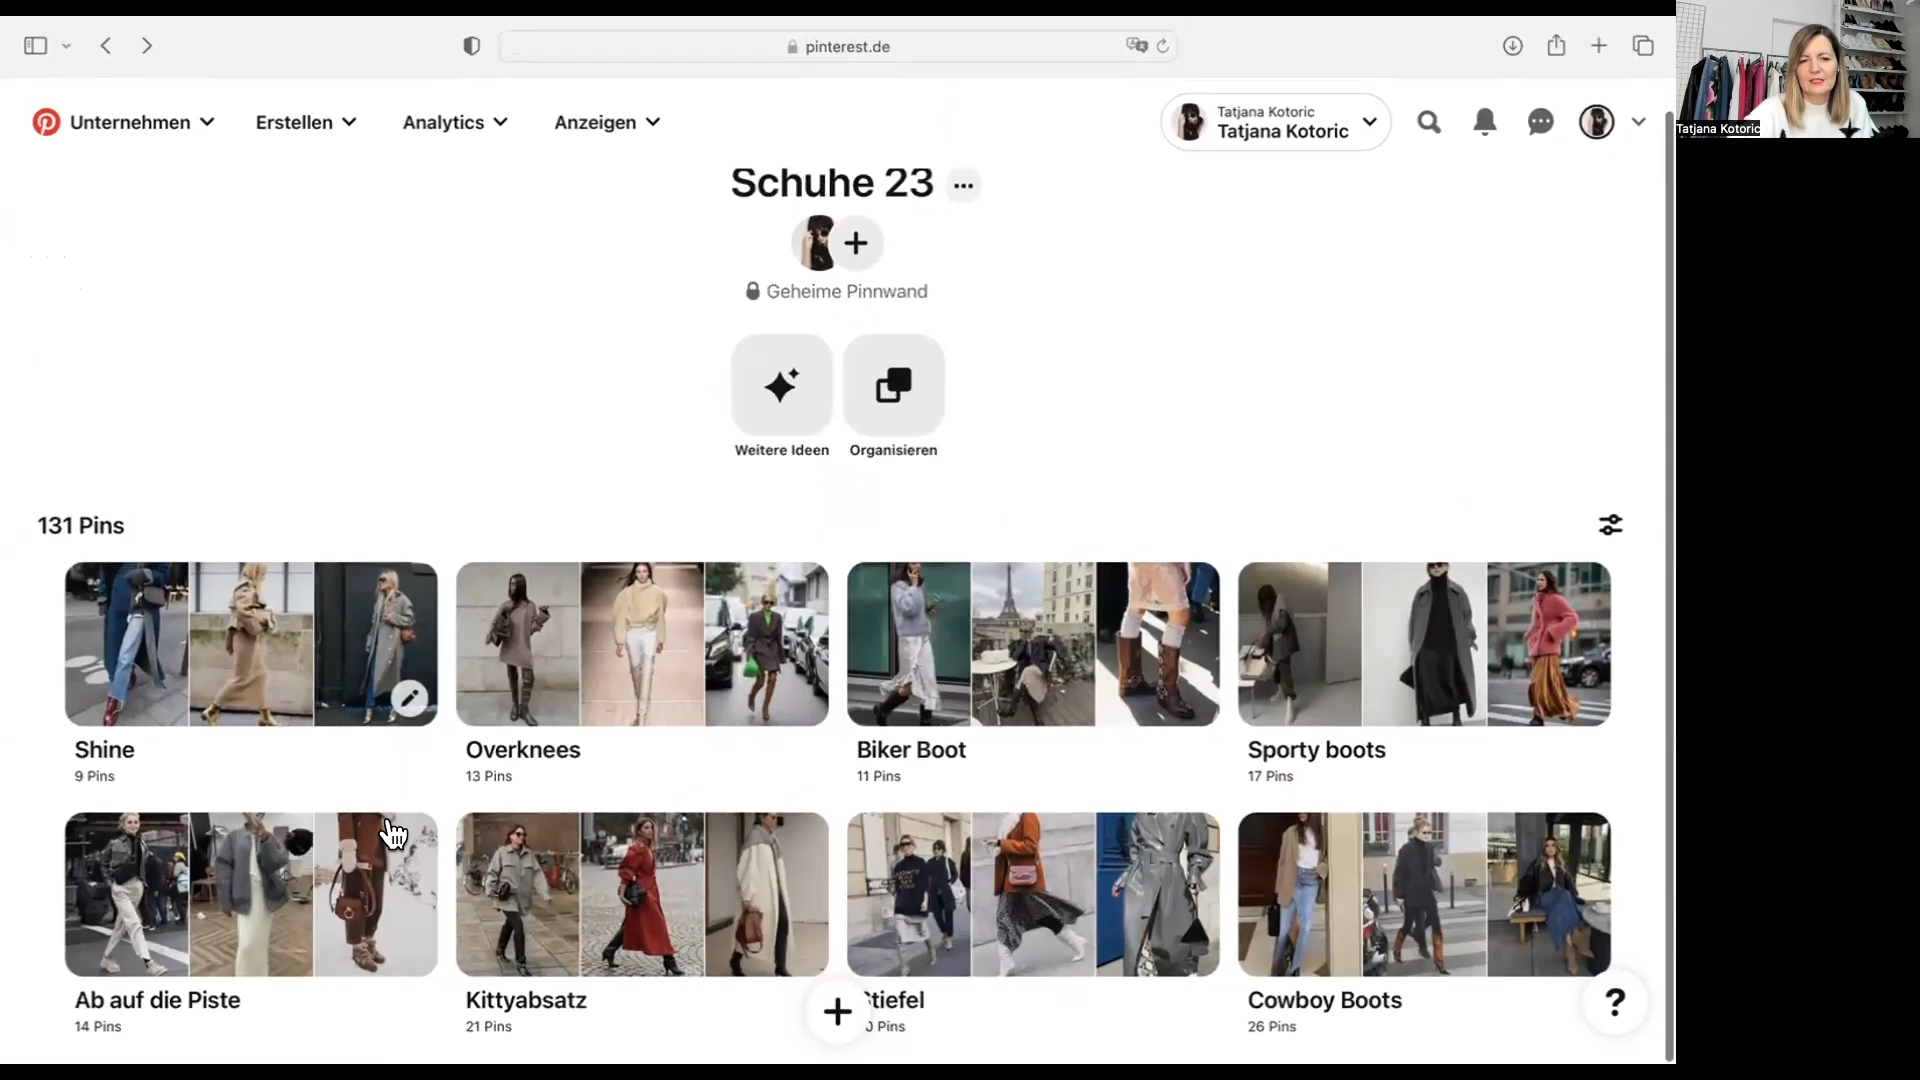 pinterest.de
Unternehmen
Erstellen
Analytics
Anzeigen
Tatjana Kotoric
Tatjana Kotoric
Tatjana Kotoric
Schuhe 23
Geheime Pinnwand
Weitere Ideen
Organisieren
131 Pins
Shine
9 Pins
Overknees
13 Pins
Biker Boot
11 Pins
Sporty boots
17 Pins
Ab auf die Piste
14 Pins
Kittyabsatz
21 Pins
tiefel
0 Pins
Cowboy Boots
26 Pins
?